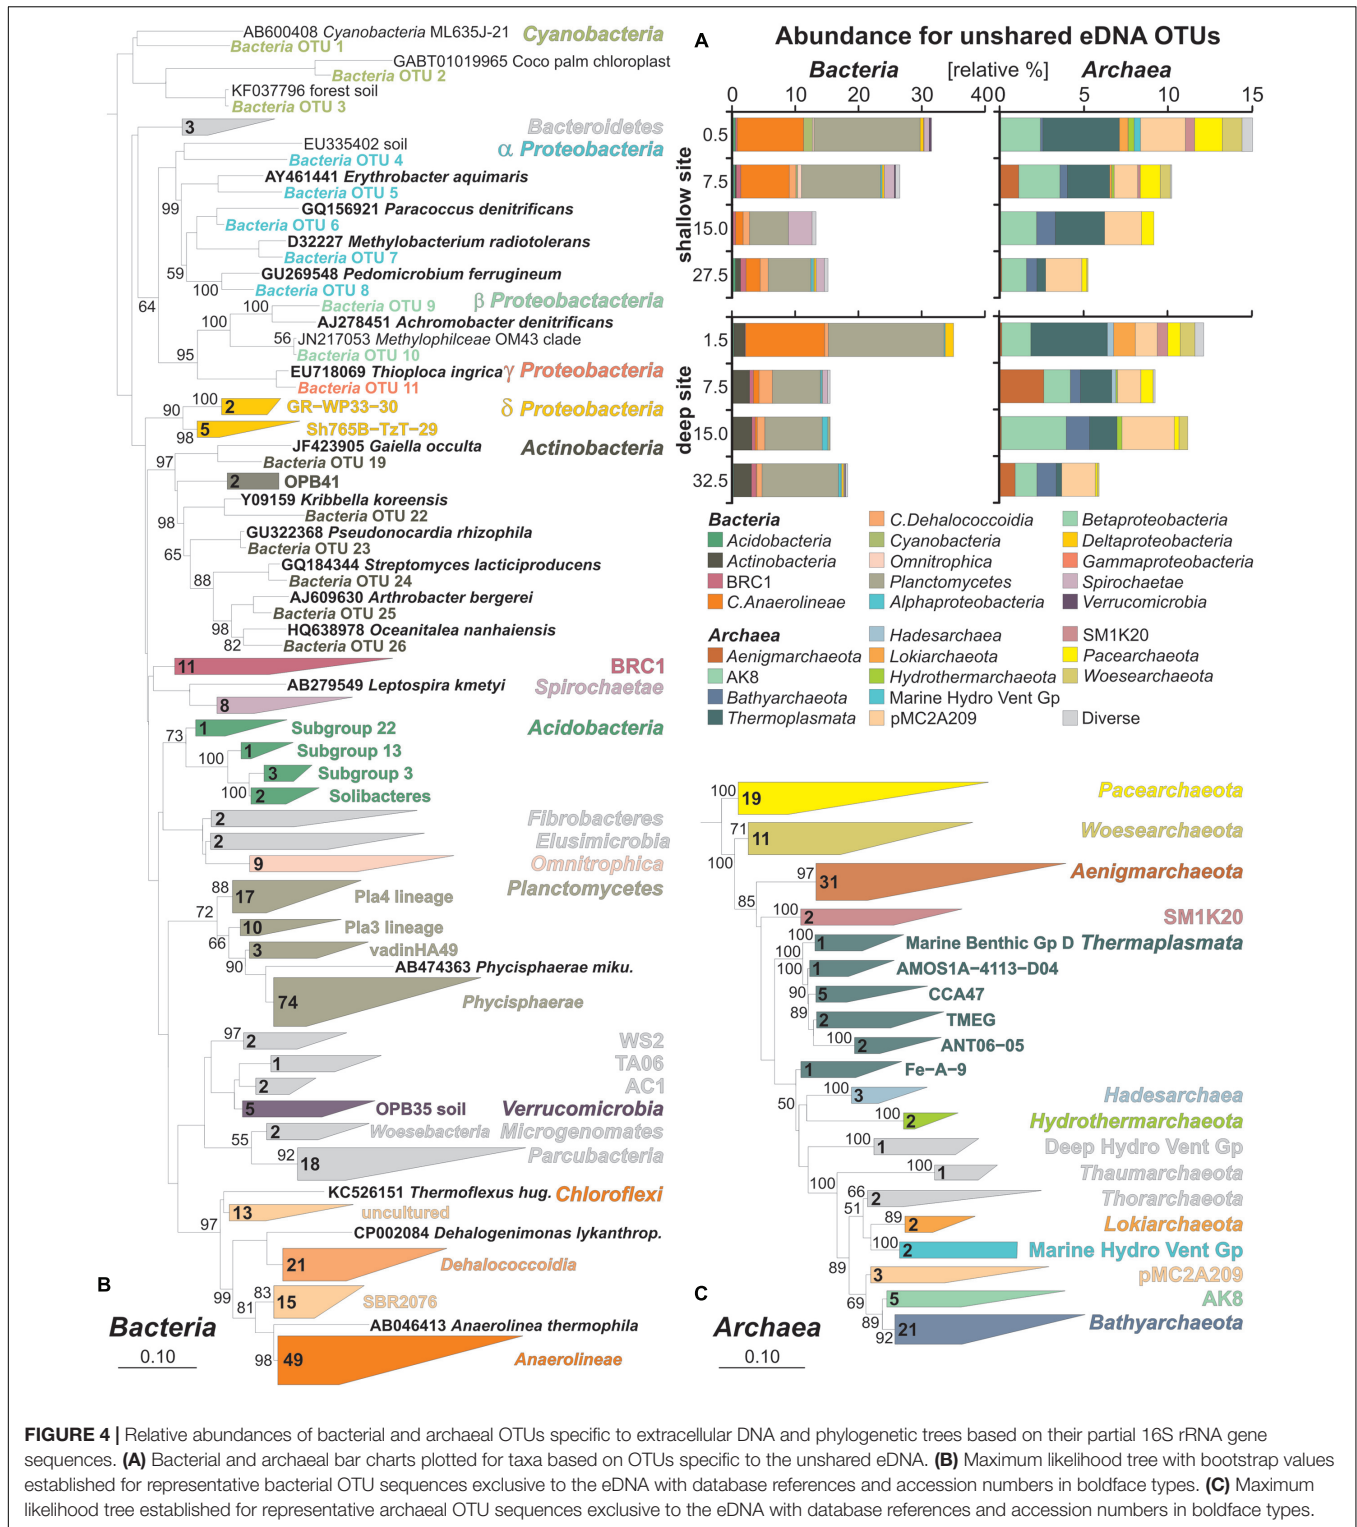 AB600408 Cyanobacteria ML635J-21 Cyanobacteria
Bacteria OTU 1
GABT01019965 Coco palm chloroplast
Bacteria OTU 2
KF037796 forest soil
Bacteria OTU 3
3 Bacteroidetes
EU335402 soil α Proteobacteria
Bacteria OTU 4
AY461441 Erythrobacter aquimaris
Bacteria OTU 5
99
GQ156921 Paracoccus denitrificans
Bacteria OTU 6
D32227 Methylobacterium radiotolerans
Bacteria OTU 7
59
GU269548 Pedomicrobium ferrugineum
100 Bacteria OTU 8
64
100 Bacteria OTU 9 β Proteobactacteria
100 AJ278451 Achromobacter denitrificans
56 JN217053 Methylophilceae OM43 clade
95 Bacteria OTU 10
EU718069 Thioploca ingrica γ Proteobacteria
Bacteria OTU 11
100 2 GR-WP33-30 δ Proteobacteria
90
98 5 Sh765B-TzT-29
JF423905 Gaiella occulta Actinobacteria
97 Bacteria OTU 19
2 OPB41
Y09159 Kribbella koreensis
98 Bacteria OTU 22
GU322368 Pseudonocardia rhizophila
65 Bacteria OTU 23
GQ184344 Streptomyces lacticiproducens
88 Bacteria OTU 24
AJ609630 Arthrobacter bergerei
Bacteria OTU 25
98 HQ638978 Oceanitalea nanhaiensis
82 Bacteria OTU 26
11 BRC1
AB279549 Leptospira kmetyi Spirochaetae
8
73 1 Subgroup 22 Acidobacteria
100 1 Subgroup 13
3 Subgroup 3
100 2 Solibacteres
2 Fibrobacteres
2 Elusimicrobia
9 Omnitrophica
88 17 Pla4 lineage Planctomycetes
72
10 Pla3 lineage
66
3 vadinHA49
90 AB474363 Phycisphaerae miku.
74 Phycisphaerae
97 2 WS2
1 TA06
2 AC1
5 OPB35 soil Verrucomicrobia
2 Woesebacteria Microgenomates
55
92 18 Parcubacteria
KC526151 Thermoflexus hug. Chloroflexi
97 13 uncultured
CP002084 Dehalogenimonas lykanthrop.
21 Dehalococcoidia
99 83 15 SBR2076
81
AB046413 Anaerolinea thermophila
98 49 Anaerolineae
B
Bacteria
0.10
A Abundance for unshared eDNA OTUs
Bacteria [relative %] Archaea
0 10 20 30 40 0 5 10 15
shallow site
0.5
7.5
15.0
27.5
deep site
1.5
7.5
15.0
32.5
Bacteria
Acidobacteria
Actinobacteria
BRC1
C.Anaerolineae
C.Dehalococcoidia
Cyanobacteria
Omnitrophica
Planctomycetes
Alphaproteobacteria
Betaproteobacteria
Deltaproteobacteria
Gammaproteobacteria
Spirochaetae
Verrucomicrobia
Archaea
Aenigmarchaeota
AK8
Bathyarchaeota
Thermoplasmata
Hadesarchaea
Lokiarchaeota
Hydrothermarchaeota
Marine Hydro Vent Gp
pMC2A209
SM1K20
Pacearchaeota
Woesearchaeota
Diverse
100 19 Pacearchaeota
71 11 Woesearchaeota
100
97 31 Aenigmarchaeota
85
100 2 SM1K20
100 1 Marine Benthic Gp D Thermaplasmata
100
100 1 AMOS1A-4113-D04
90 5 CCA47
89 2 TMEG
100 2 ANT06-05
1 Fe-A-9
100 3 Hadesarchaea
50
100 2 Hydrothermarchaeota
100 1 Deep Hydro Vent Gp
100 1 Thaumarchaeota
100
66 2 Thorarchaeota
51
89 2 Lokiarchaeota
100 2 Marine Hydro Vent Gp
89 3 pMC2A209
69 5 AK8
89
92 21 Bathyarchaeota
C
Archaea
0.10
FIGURE 4 | Relative abundances of bacterial and archaeal OTUs specific to extracellular DNA and phylogenetic trees based on their partial 16S rRNA gene
sequences. (A) Bacterial and archaeal bar charts plotted for taxa based on OTUs specific to the unshared eDNA. (B) Maximum likelihood tree with bootstrap values
established for representative bacterial OTU sequences exclusive to the eDNA with database references and accession numbers in boldface types. (C) Maximum
likelihood tree established for representative archaeal OTU sequences exclusive to the eDNA with database references and accession numbers in boldface types.